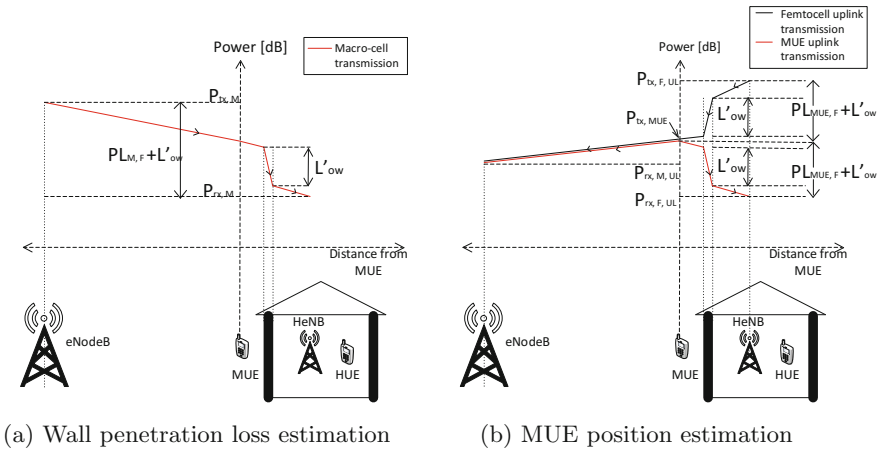 Power [dB]
Macro-cell
transmission
P_tx, M
PL_M, F+L'_ow
L'_ow
P_rx, M
Distance from
MUE
eNodeB
HeNB
MUE
HUE
(a) Wall penetration loss estimation
Femtocell uplink
transmission
MUE uplink
transmission
Power [dB]
P_tx, F, UL
P_tx, MUE
L'_ow
PL_MUE, F+L'_ow
L'_ow
P_rx, M, UL
PL_MUE, F+L'_ow
P_rx, F, UL
Distance from
MUE
eNodeB
HeNB
MUE
HUE
(b) MUE position estimation